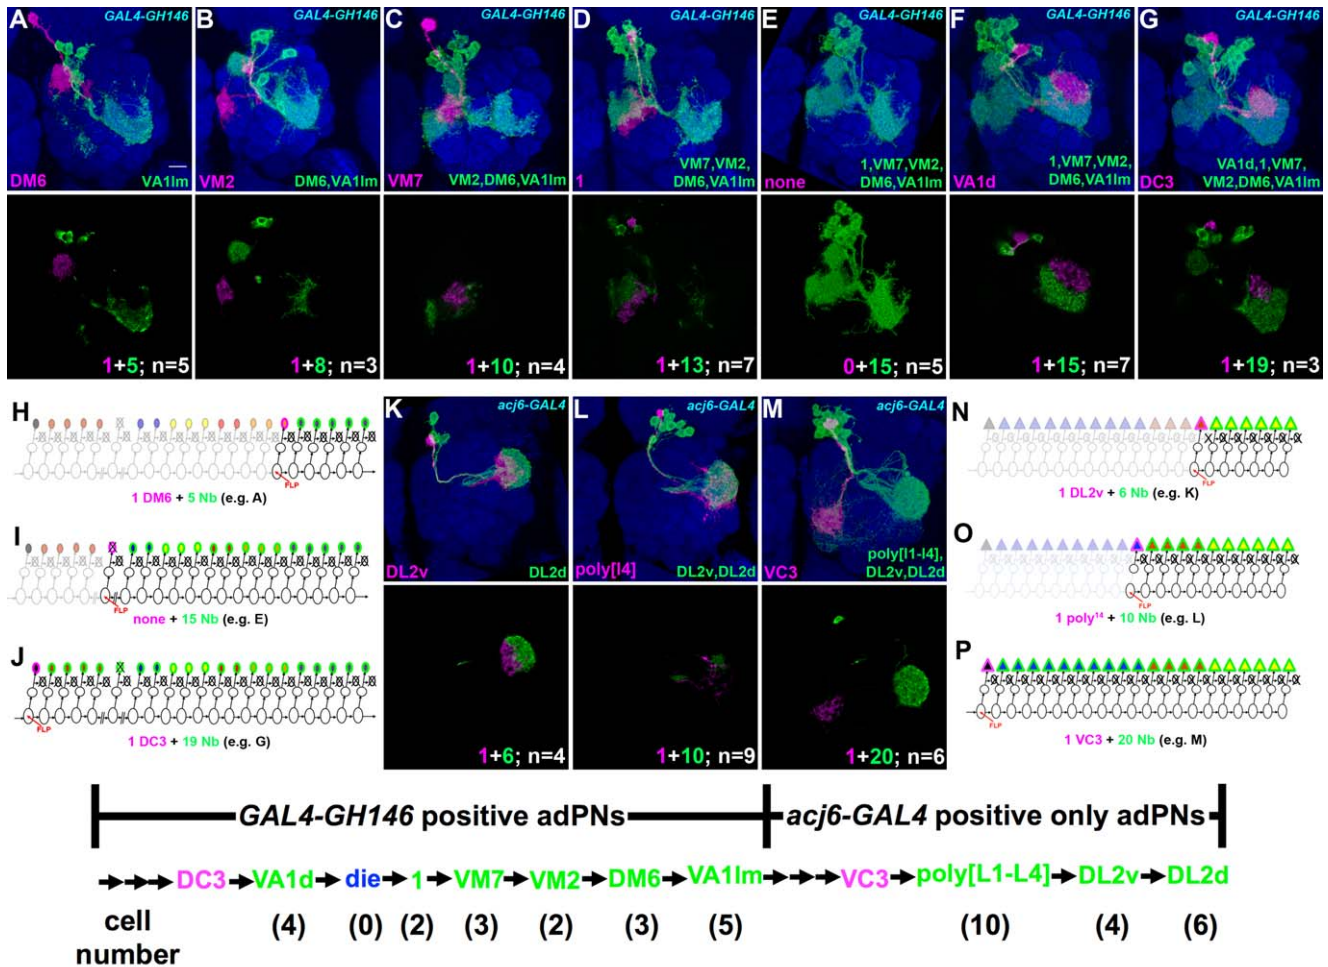 A GAL4-GH146
DM6 VA1lm
1+5; n=5
B GAL4-GH146
VM2 DM6,VA1lm
1+8; n=3
C GAL4-GH146
VM7 VM2,DM6,VA1lm
1+10; n=4
D GAL4-GH146
VM7,VM2,
1 DM6,VA1lm
1+13; n=7
E GAL4-GH146
1,VM7,VM2,
none DM6,VA1lm
0+15; n=5
F GAL4-GH146
1,VM7,VM2,
VA1d DM6,VA1lm
1+15; n=7
G GAL4-GH146
VA1d,1,VM7,
DC3 VM2,DM6,VA1lm
1+19; n=3
H
FLP
1 DM6 + 5 Nb (e.g. A)
I
FLP
none + 15 Nb (e.g. E)
J
FLP
1 DC3 + 19 Nb (e.g. G)
K acj6-GAL4
DL2v DL2d
1+6; n=4
L acj6-GAL4
poly[l4] DL2v,DL2d
1+10; n=9
M acj6-GAL4
poly[l1-l4],
VC3 DL2v,DL2d
1+20; n=6
N
FLP
1 DL2v + 6 Nb (e.g. K)
O
FLP
1 poly¹⁴ + 10 Nb (e.g. L)
P
FLP
1 VC3 + 20 Nb (e.g. M)
GAL4-GH146 positive adPNs acj6-GAL4 positive only adPNs
DC3 VA1d die 1 VM7 VM2 DM6 VA1lm VC3 poly[L1-L4] DL2v DL2d
cell (4) (0) (2) (3) (2) (3) (5) (10) (4) (6)
number